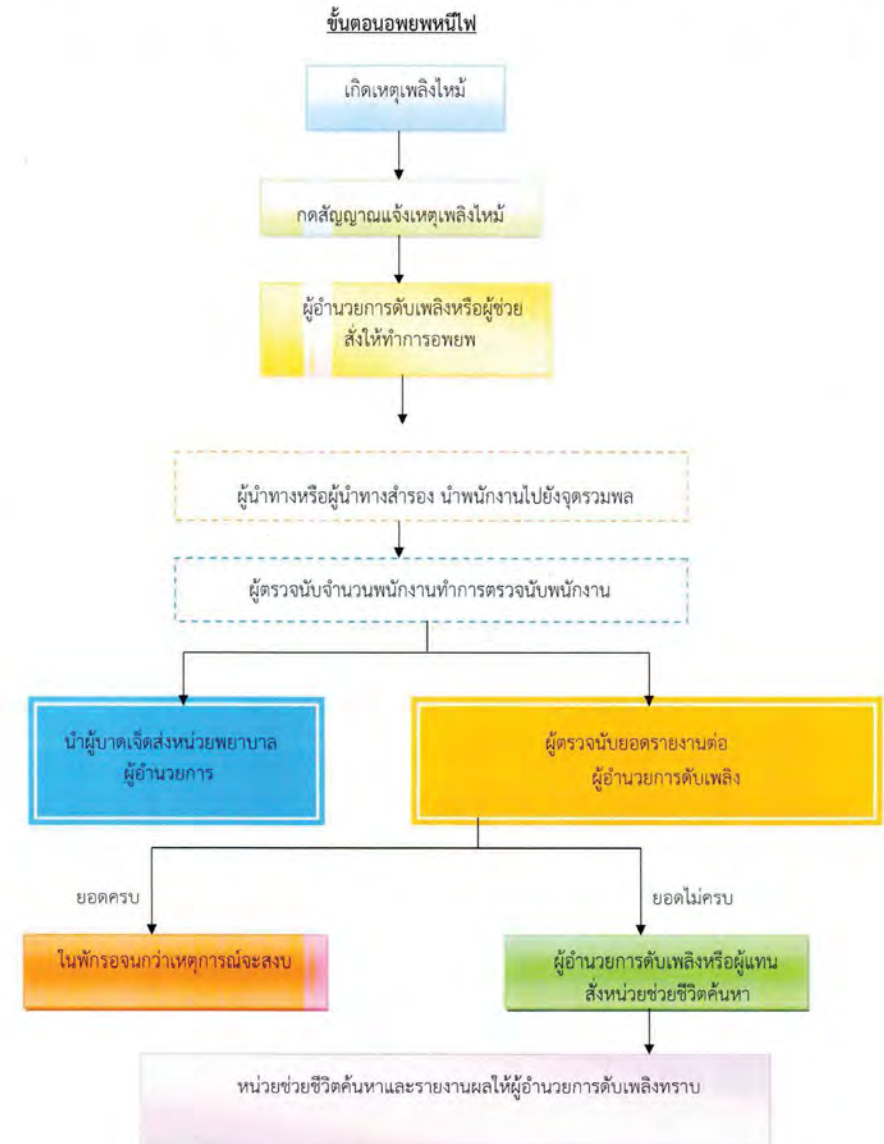 ขั้นตอนอพยพหนีไฟ
เกิดเหตุเพลิงไหม้
กดสัญญาณแจ้งเหตุเพลิงไหม้
ผู้อำนวยการดับเพลิงหรือผู้ช่วย
สั่งให้ทำการอพยพ
ผู้นำทางหรือผู้นำทางสำรอง นำพนักงานไปยังจุดรวมพล
ผู้ตรวจนับจำนวนพนักงานทำการตรวจนับพนักงาน
นำผู้บาดเจ็ดส่งหน่วยพยาบาล
ผู้อำนวยการ
ผู้ตรวจนับยอดรายงานต่อ
ผู้อำนวยการดับเพลิง
ยอดครบ
ยอดไม่ครบ
ในพักรอจนกว่าเหตุการณ์จะสงบ
ผู้อำนวยการดับเพลิงหรือผู้แทน
สั่งหน่วยช่วยชีวิตค้นหา
หน่วยช่วยชีวิตค้นหาและรายงานผลให้ผู้อำนวยการดับเพลิงทราบ